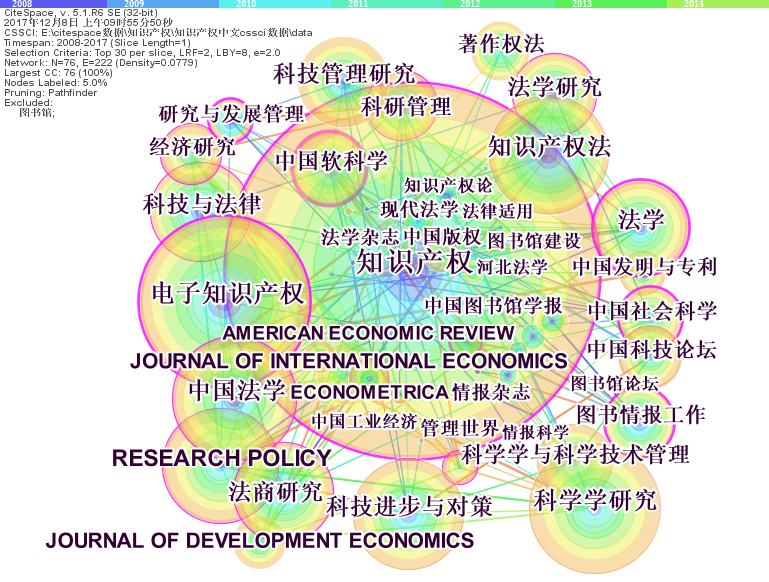 2008 2009 2010 2011 2012 2013 2014
CiteSpace, v. 5.1.R6 SE (32-bit)
2017年12月8日 上午09时55分50秒
CSSCI: E:\citespace数据\知识产权\知识产权中文cssci数据\data
Timespan: 2008-2017 (Slice Length=1)
Selection Criteria: Top 30 per slice, LRF=2, LBY=8, e=2.0
Network: N=76, E=222 (Density=0.0779)
Largest CC: 76 (100%)
Nodes Labeled: 5.0%
Pruning: Pathfinder
Excluded:
图书馆;
著作权法
科技管理研究
法学研究
科研管理
研究与发展管理
经济研究
知识产权法
中国软科学
知识产权论
科技与法律
现代法学 法律适用
法学
法学杂志 中国版权 图书馆建设
知识产权 河北法学
中国发明与专利
电子知识产权
中国图书馆学报
中国社会科学
AMERICAN ECONOMIC REVIEW
中国科技论坛
JOURNAL OF INTERNATIONAL ECONOMICS
图书馆论坛
中国法学 ECONOMETRICA 情报杂志
图书情报工作
中国工业经济 管理世界 情报科学
RESEARCH POLICY
科学学与科学技术管理
法商研究
科技进步与对策
科学学研究
JOURNAL OF DEVELOPMENT ECONOMICS